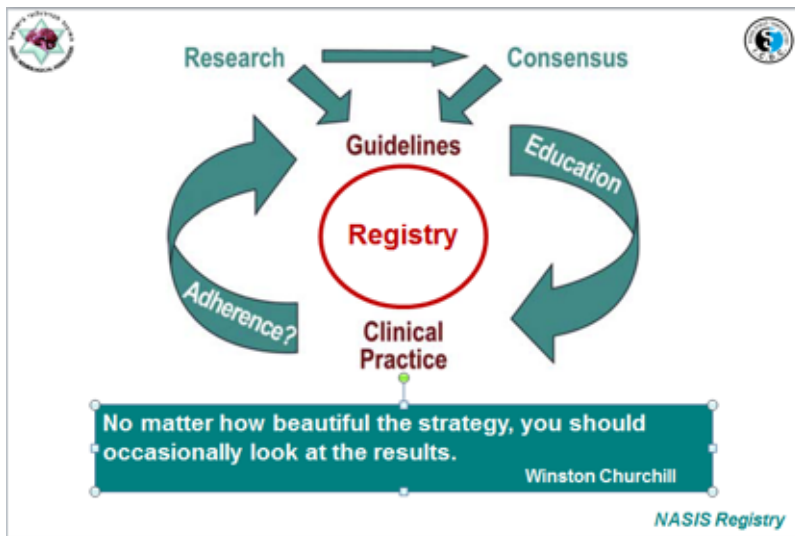 Research
Consensus
Guidelines
Education
Registry
Adherence?
Clinical
Practice
No matter how beautiful the strategy, you should
occasionally look at the results.
Winston Churchill
NASIS Registry